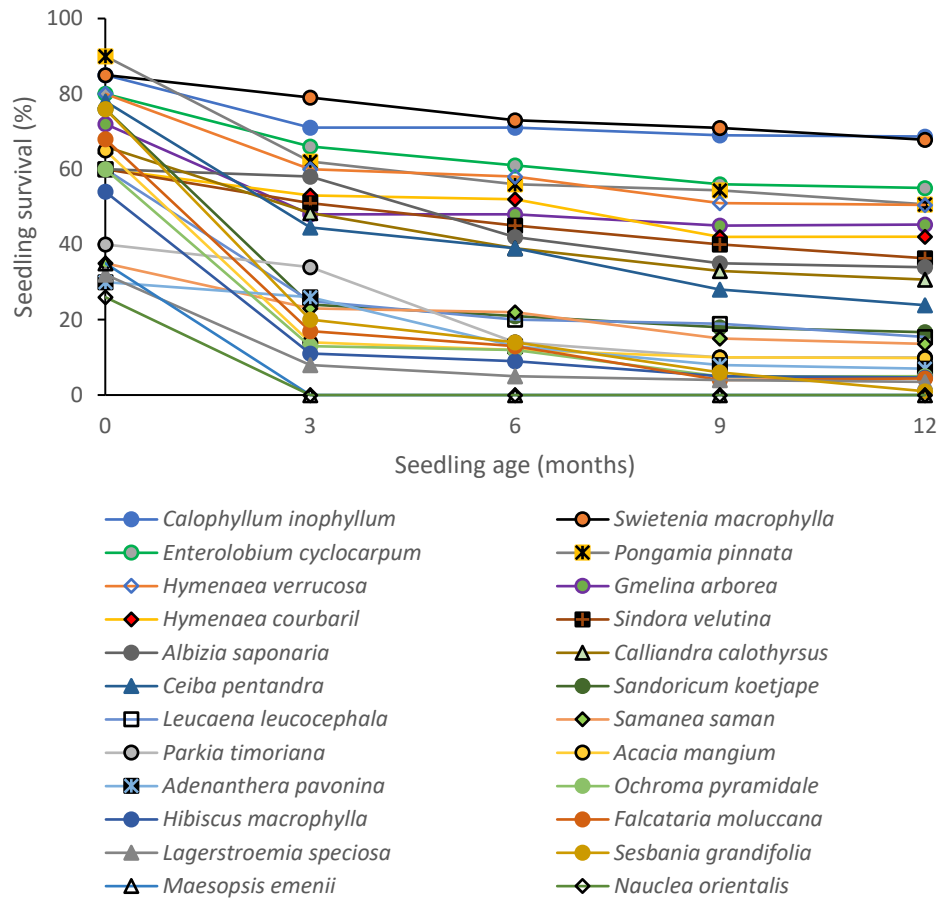 100
80
60
40
20
0
Seedling survival (%)
0 3 6 9 12
Seedling age (months)
Calophyllum inophyllum Swietenia macrophylla
Enterolobium cyclocarpum Pongamia pinnata
Hymenaea verrucosa Gmelina arborea
Hymenaea courbaril Sindora velutina
Albizia saponaria Calliandra calothyrsus
Ceiba pentandra Sandoricum koetjape
Leucaena leucocephala Samanea saman
Parkia timoriana Acacia mangium
Adenanthera pavonina Ochroma pyramidale
Hibiscus macrophylla Falcataria moluccana
Lagerstroemia speciosa Sesbania grandifolia
Maesopsis emenii Nauclea orientalis